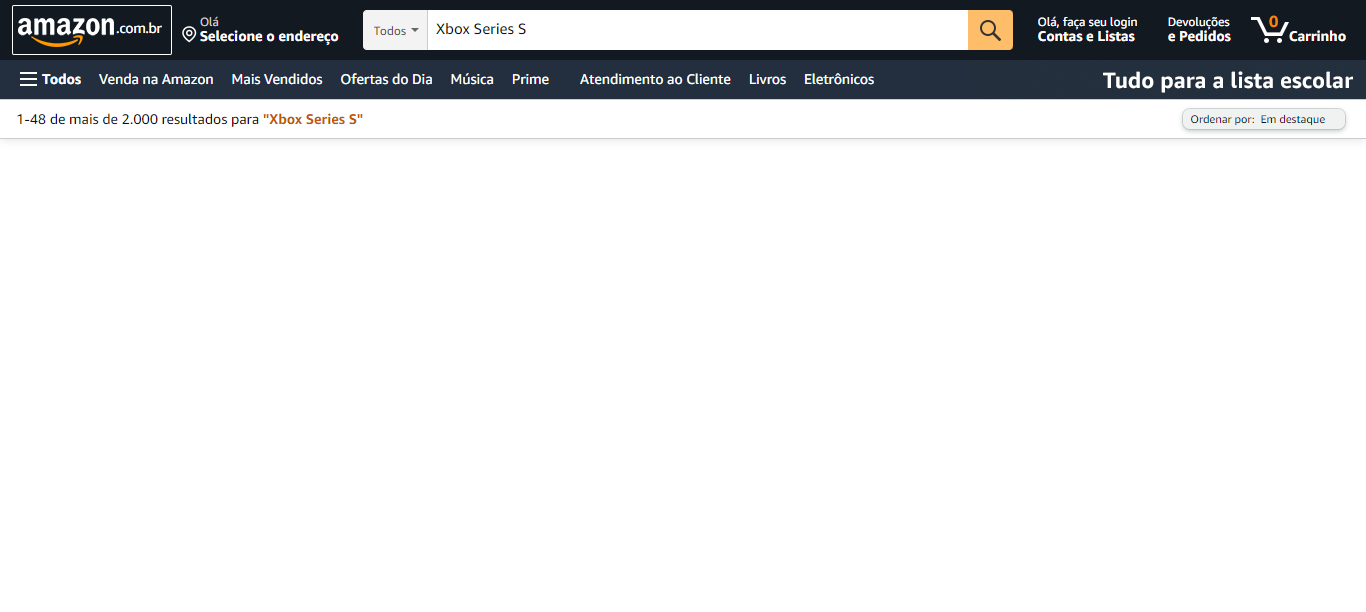 amazon.com.br
Olá
Selecione o endereço
Todos
Xbox Series S
Olá, faça seu login
Contas e Listas
Devoluções
e Pedidos
0
Carrinho
Todos
Venda na Amazon
Mais Vendidos
Ofertas do Dia
Música
Prime
Atendimento ao Cliente
Livros
Eletrônicos
Tudo para a lista escolar
1-48 de mais de 2.000 resultados para "Xbox Series S"
Ordenar por: Em destaque